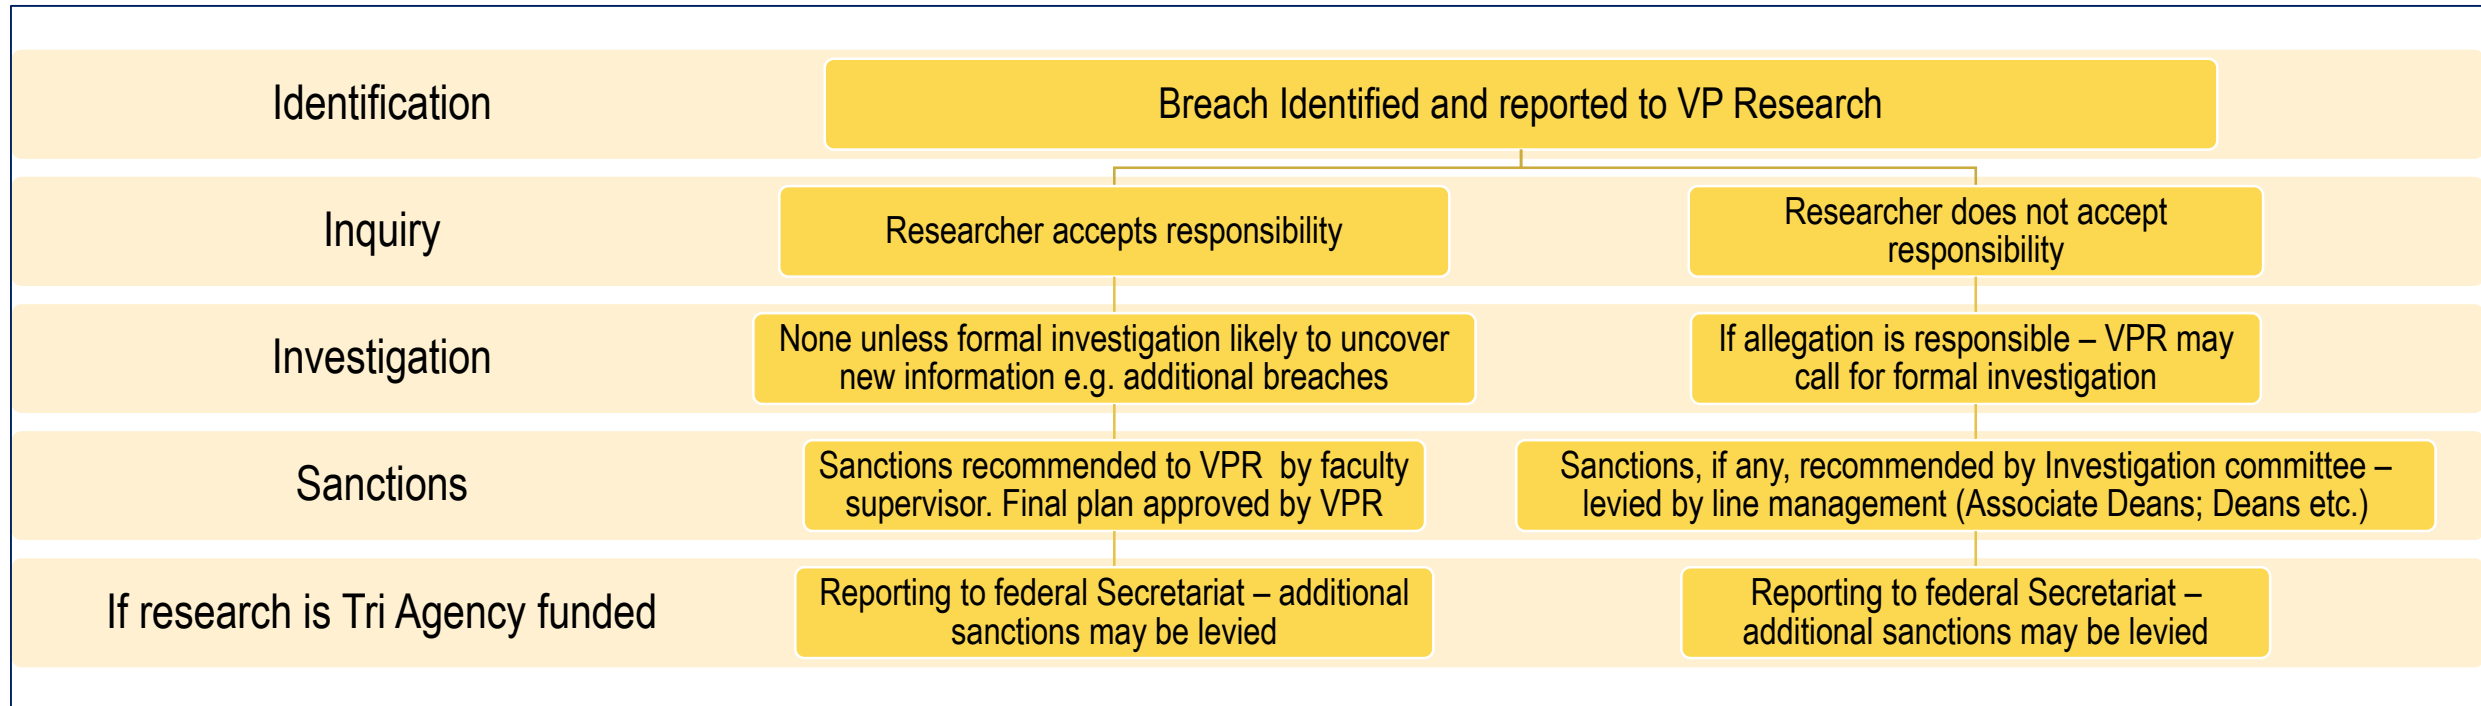 Identification
Breach Identified and reported to VP Research
Inquiry
Researcher accepts responsibility
Researcher does not accept
responsibility
Investigation
None unless formal investigation likely to uncover
new information e.g. additional breaches
If allegation is responsible – VPR may
call for formal investigation
Sanctions
Sanctions recommended to VPR  by faculty
supervisor. Final plan approved by VPR
Sanctions, if any, recommended by Investigation committee –
levied by line management (Associate Deans; Deans etc.)
If research is Tri Agency funded
Reporting to federal Secretariat – additional
sanctions may be levied
Reporting to federal Secretariat –
additional sanctions may be levied